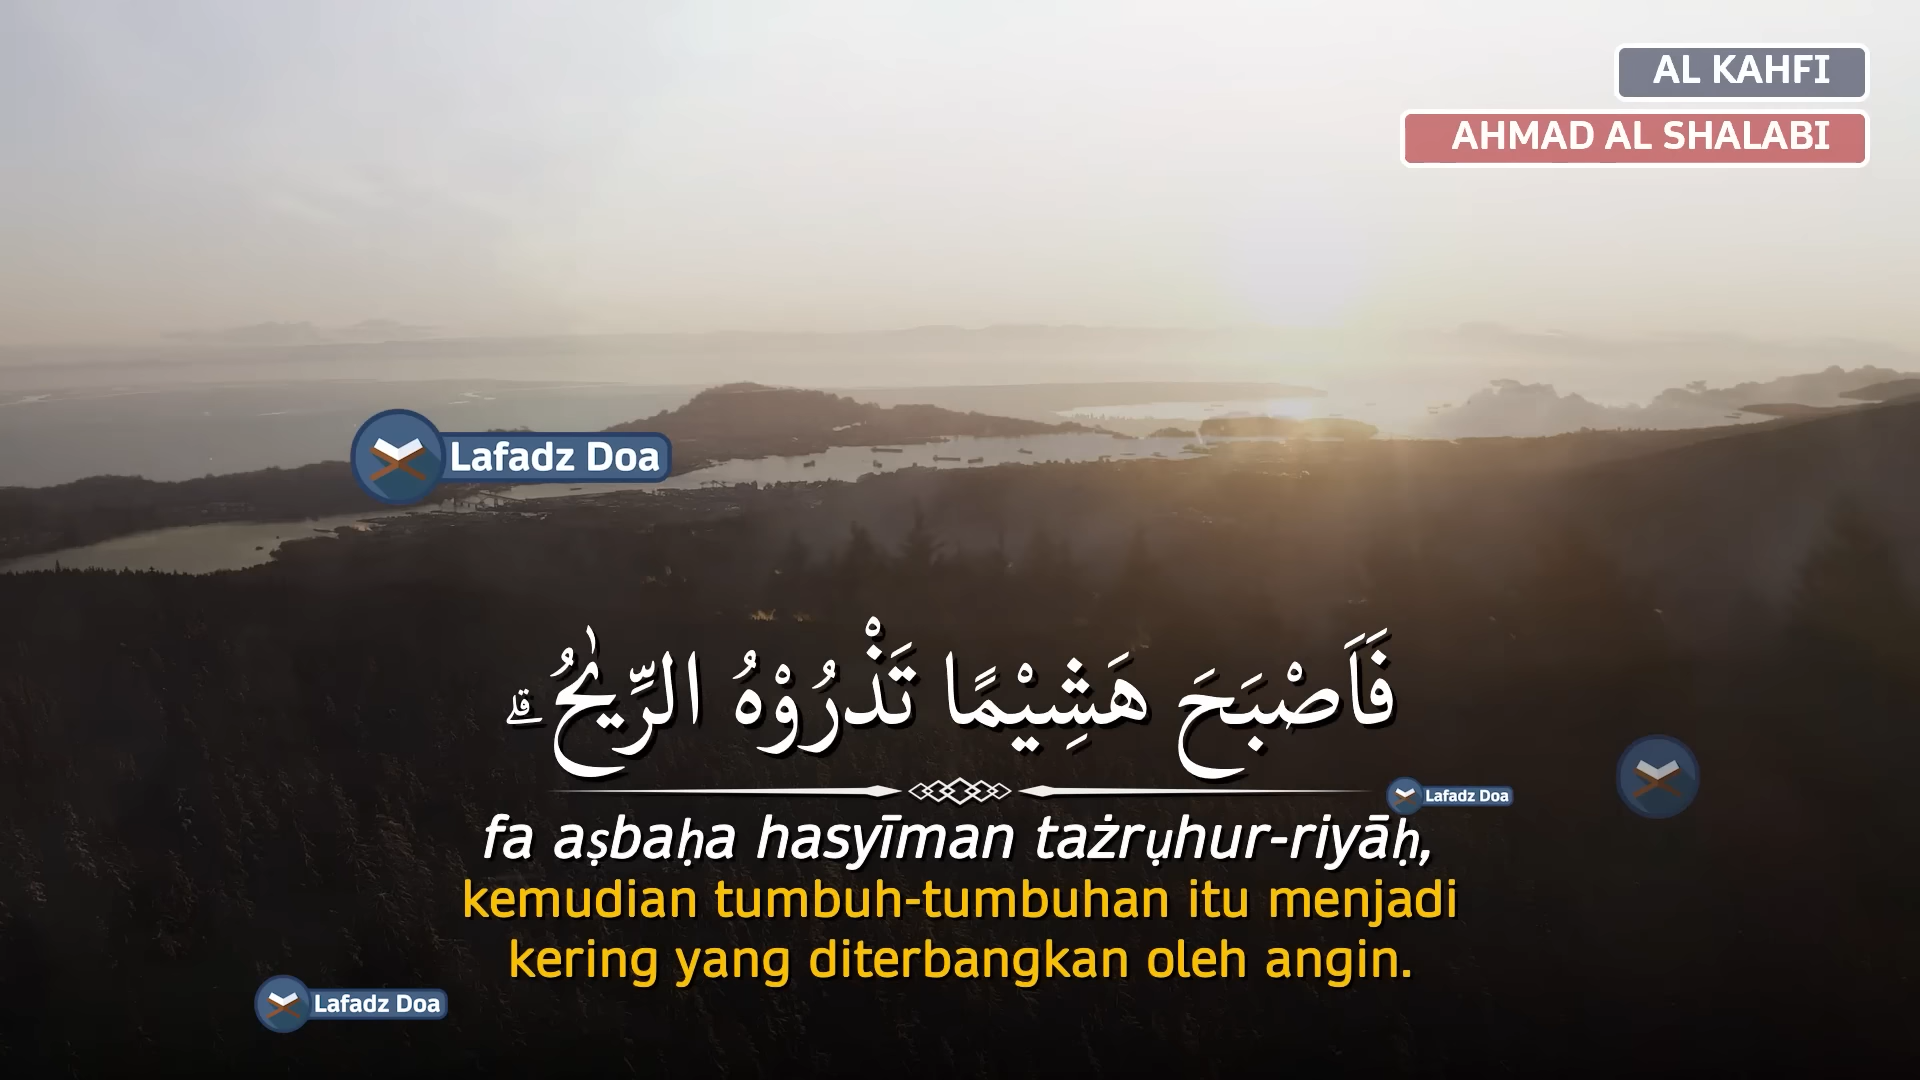 AL KAHFI
AHMAD AL SHALABI
Lafadz Doa
فَاَصْبَحَ هَشِيْمًا تَذْرُوْهُ الرِّيٰحُ ۗ
Lafadz Doa
fa aṣbaḥa hasyīman tażrụhur-riyāḥ,
kemudian tumbuh-tumbuhan itu menjadi
kering yang diterbangkan oleh angin.
Lafadz Doa